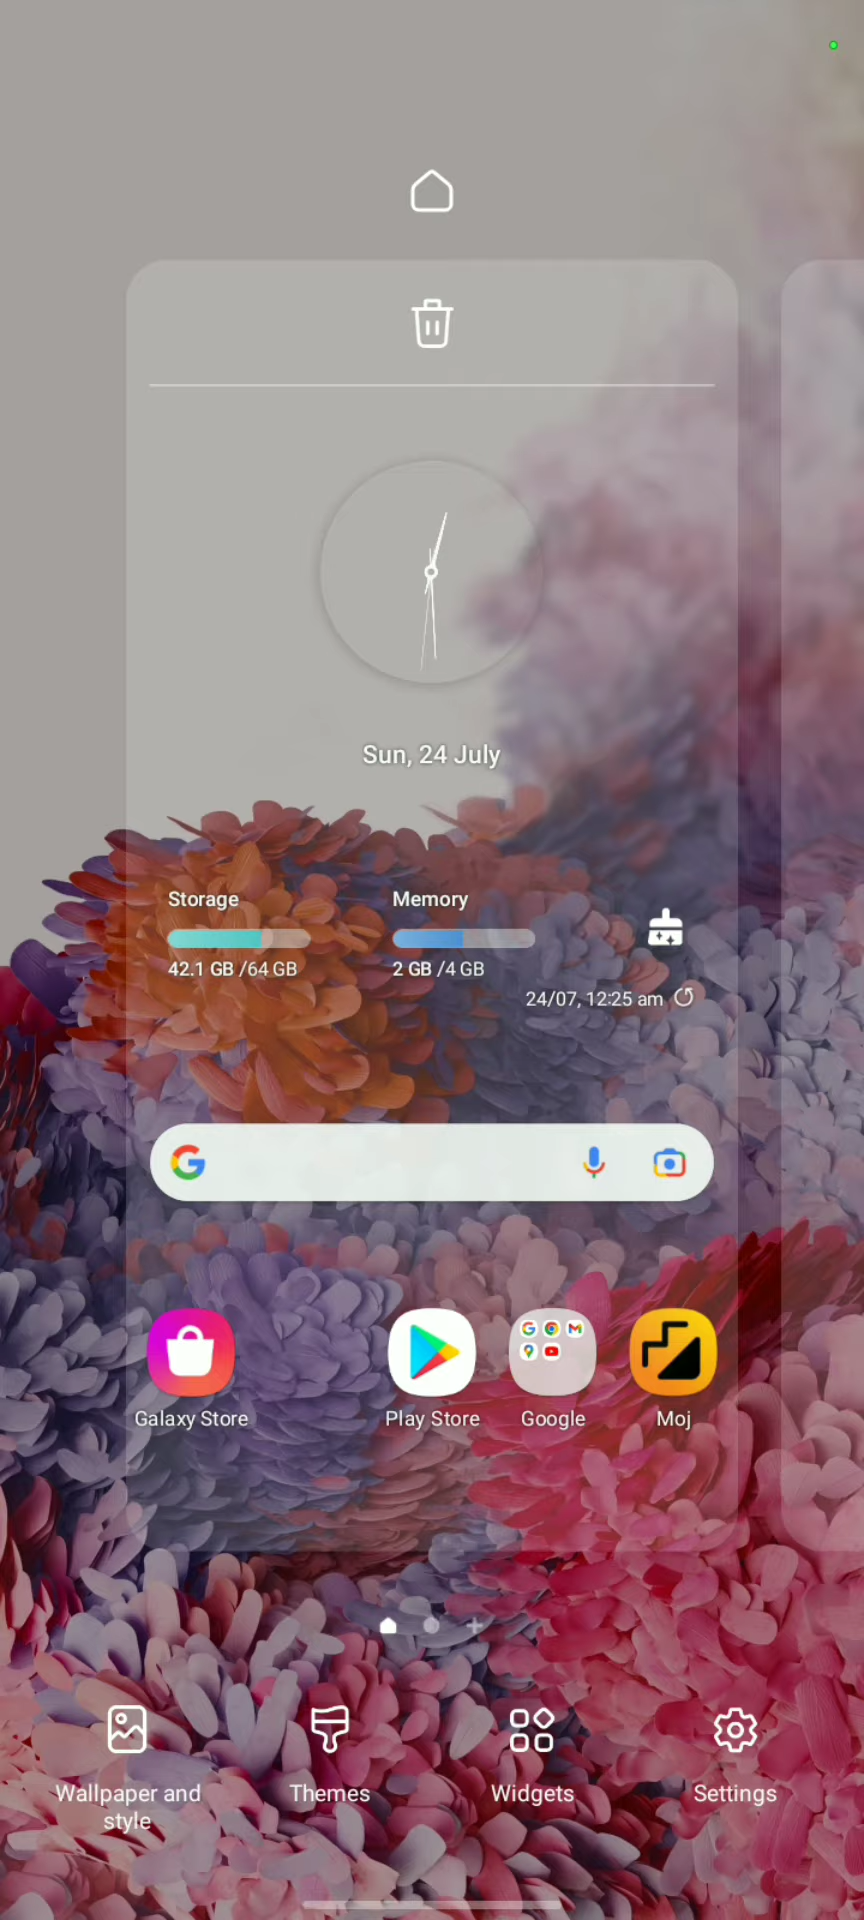 Sun, 24 July
Storage
Memory
42.1 GB /64 GB
2 GB /4 GB
24/07, 12:25 am
Galaxy Store
Play Store
Google
Moj
Wallpaper and
style
Themes
Widgets
Settings